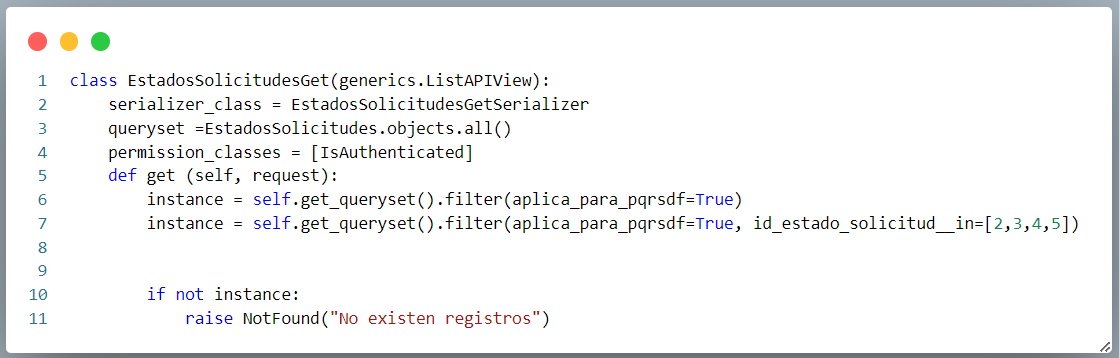 1 class EstadosSolicitudesGet(generics.ListAPIView):
2     serializer_class = EstadosSolicitudesGetSerializer
3     queryset =EstadosSolicitudes.objects.all()
4     permission_classes = [IsAuthenticated]
5     def get (self, request):
6         instance = self.get_queryset().filter(aplica_para_pqrsdf=True)
7         instance = self.get_queryset().filter(aplica_para_pqrsdf=True, id_estado_solicitud__in=[2,3,4,5])
8
9
10         if not instance:
11             raise NotFound("No existen registros")